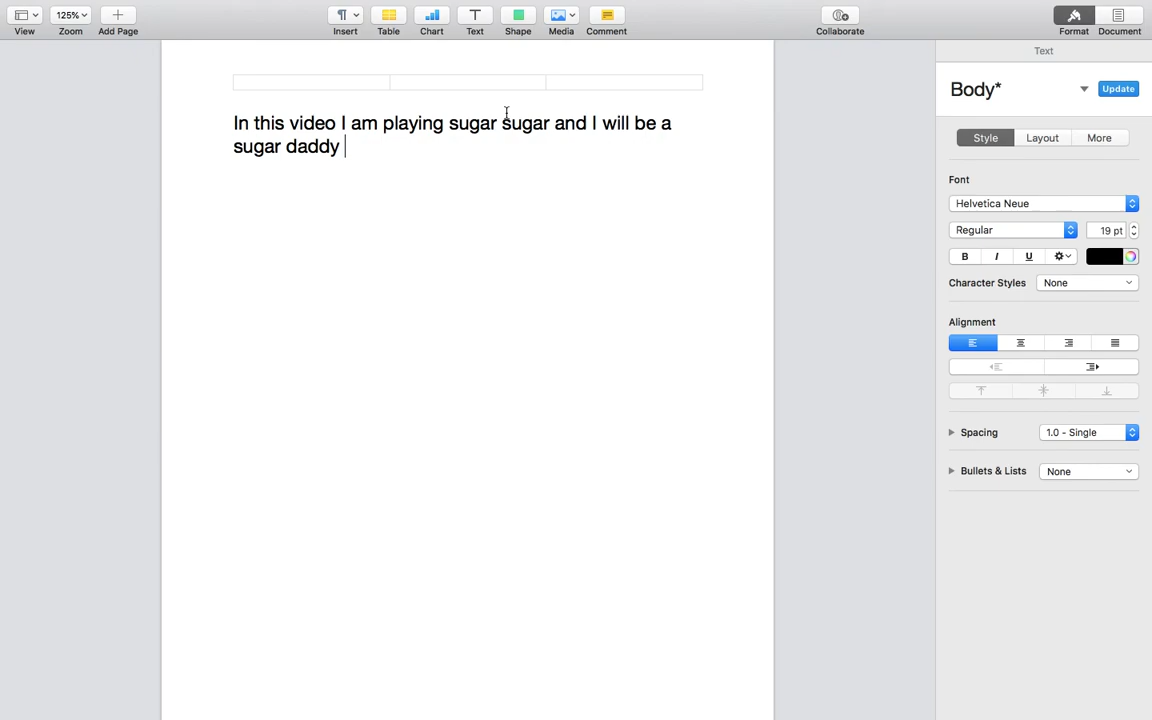 125%
View
Zoom
Add Page
Insert
Table
Chart
Text
Shape
Media
Comment
Collaborate
Format
Document
Text
Body*
Update
Style
Layout
More
Font
Helvetica Neue
Regular
19 pt
B
I
U
Character Styles
None
Alignment
Spacing
1.0 - Single
Bullets & Lists
None
In this video I am playing sugar sugar and I will be a
sugar daddy